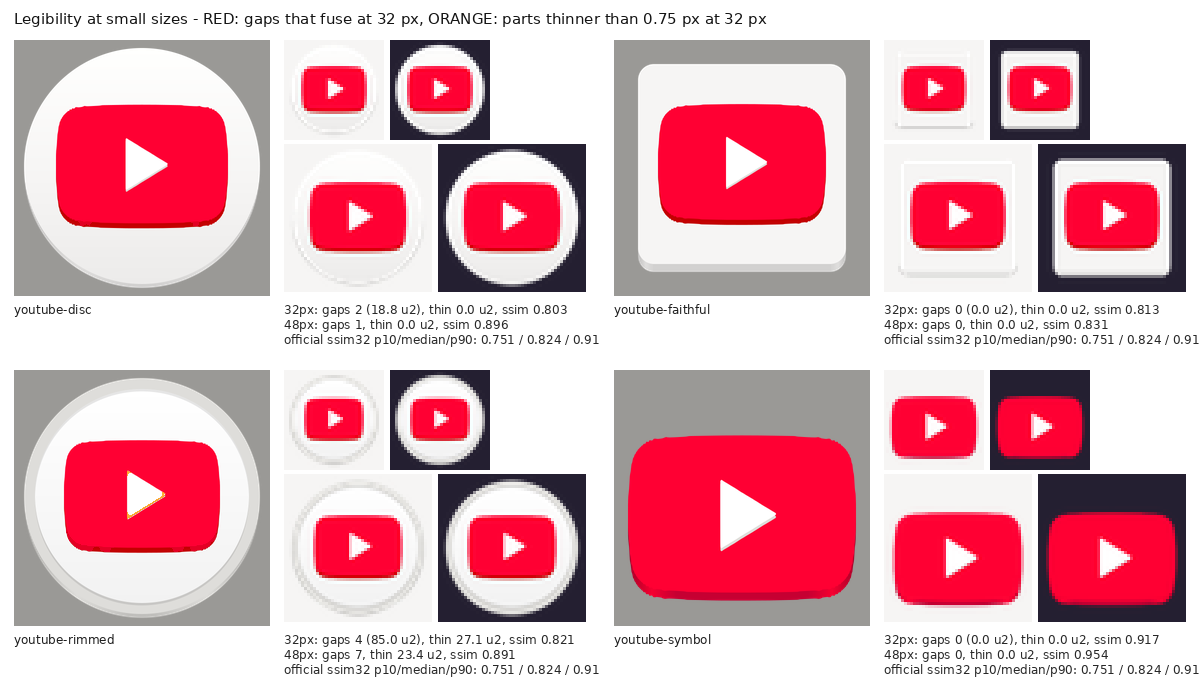 Legibility at small sizes - RED: gaps that fuse at 32 px, ORANGE: parts thinner than 0.75 px at 32 px
youtube-disc
32px: gaps 2 (18.8 u2), thin 0.0 u2, ssim 0.803
48px: gaps 1, thin 0.0 u2, ssim 0.896
official ssim32 p10/median/p90: 0.751 / 0.824 / 0.91
youtube-faithful
32px: gaps 0 (0.0 u2), thin 0.0 u2, ssim 0.813
48px: gaps 0, thin 0.0 u2, ssim 0.831
official ssim32 p10/median/p90: 0.751 / 0.824 / 0.91
youtube-rimmed
32px: gaps 4 (85.0 u2), thin 27.1 u2, ssim 0.821
48px: gaps 7, thin 23.4 u2, ssim 0.891
official ssim32 p10/median/p90: 0.751 / 0.824 / 0.91
youtube-symbol
32px: gaps 0 (0.0 u2), thin 0.0 u2, ssim 0.917
48px: gaps 0, thin 0.0 u2, ssim 0.954
official ssim32 p10/median/p90: 0.751 / 0.824 / 0.91